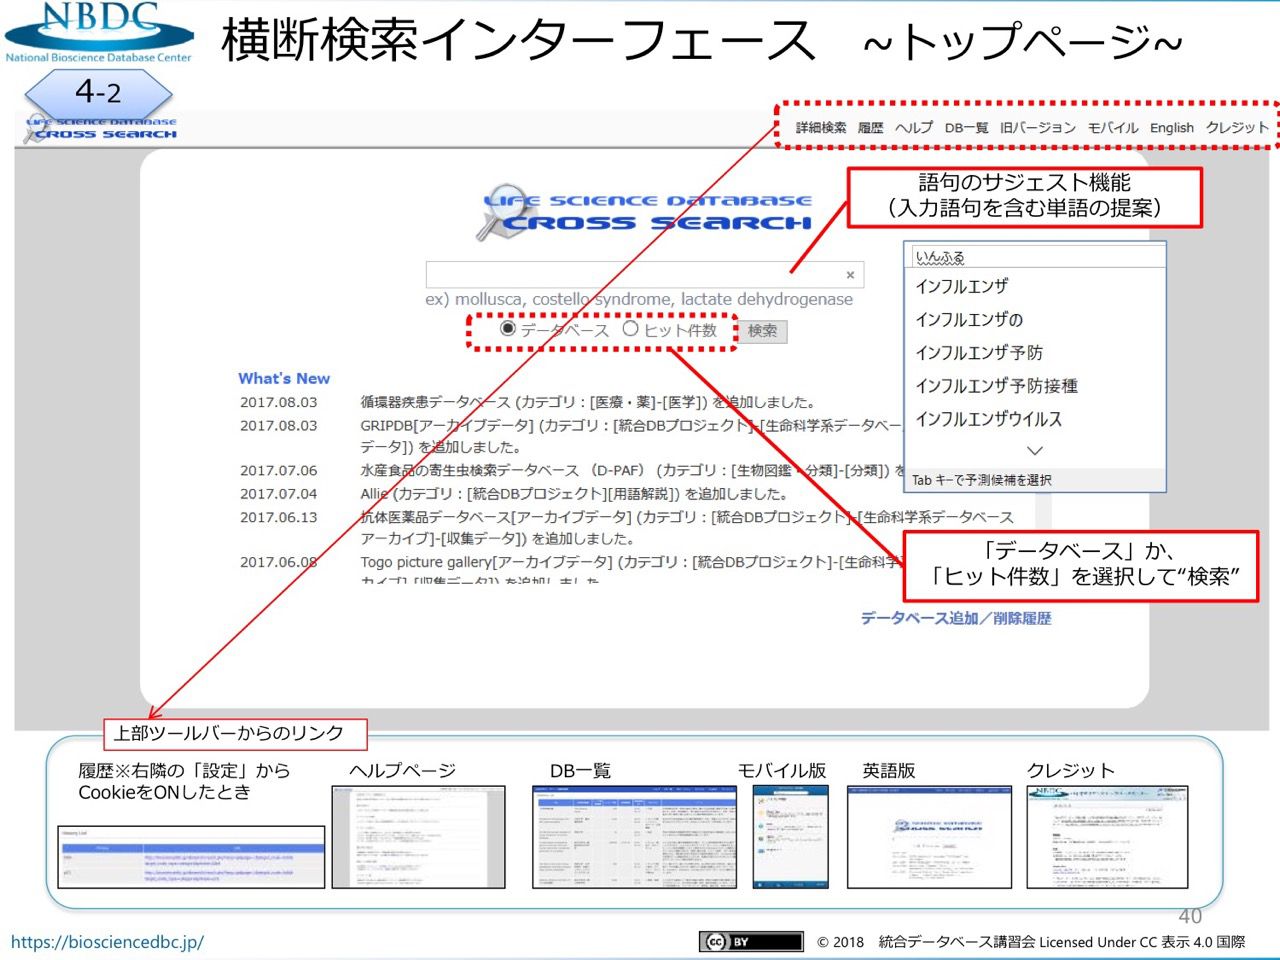 NBDC
National Bioscience Database Center
横断検索インターフェース ~トップページ~
4-2
LIFE SCIENCE DATABASE
CROSS SEARCH
詳細検索 履歴 ヘルプ DB一覧 旧バージョン モバイル English クレジット
語句のサジェスト機能
（入力語句を含む単語の提案）
LIFE SCIENCE DATABASE
CROSS SEARCH
いんふる
インフルエンザ
インフルエンザの
インフルエンザ予防
インフルエンザ予防接種
インフルエンザウイルス
Tab キーで予測候補を選択
×
ex) mollusca, costello syndrome, lactate dehydrogenase
データベース ヒット件数 検索
What's New
2017.08.03 循環器疾患データベース (カテゴリ：[医療・薬]-[医学]) を追加しました。
2017.08.03 GRIPDB[アーカイブデータ] (カテゴリ：[統合DBプロジェクト]-[生命科学系データベー
データ]) を追加しました。
2017.07.06 水産食品の寄生虫検索データベース （D-PAF） (カテゴリ：[生物図鑑・分類]-[分類]) を
2017.07.04 Allie (カテゴリ：[統合DBプロジェクト][用語解説]) を追加しました。
2017.06.13 抗体医薬品データベース[アーカイブデータ] (カテゴリ：[統合DBプロジェクト]-[生命科学系データベース
アーカイブ]-[収集データ]) を追加しました。
2017.06.08 Togo picture gallery[アーカイブデータ] (カテゴリ：[統合DBプロジェクト]-[生命科学
カイブ]-[収集データ]) を追加しました
「データベース」か、
「ヒット件数」を選択して“検索”
データベース追加／削除履歴
上部ツールバーからのリンク
履歴※右隣の「設定」から
CookieをONしたとき
ヘルプページ
DB一覧
モバイル版
英語版
クレジット
40
https://biosciencedbc.jp/
CC BY
© 2018 統合データベース講習会 Licensed Under CC 表示 4.0 国際